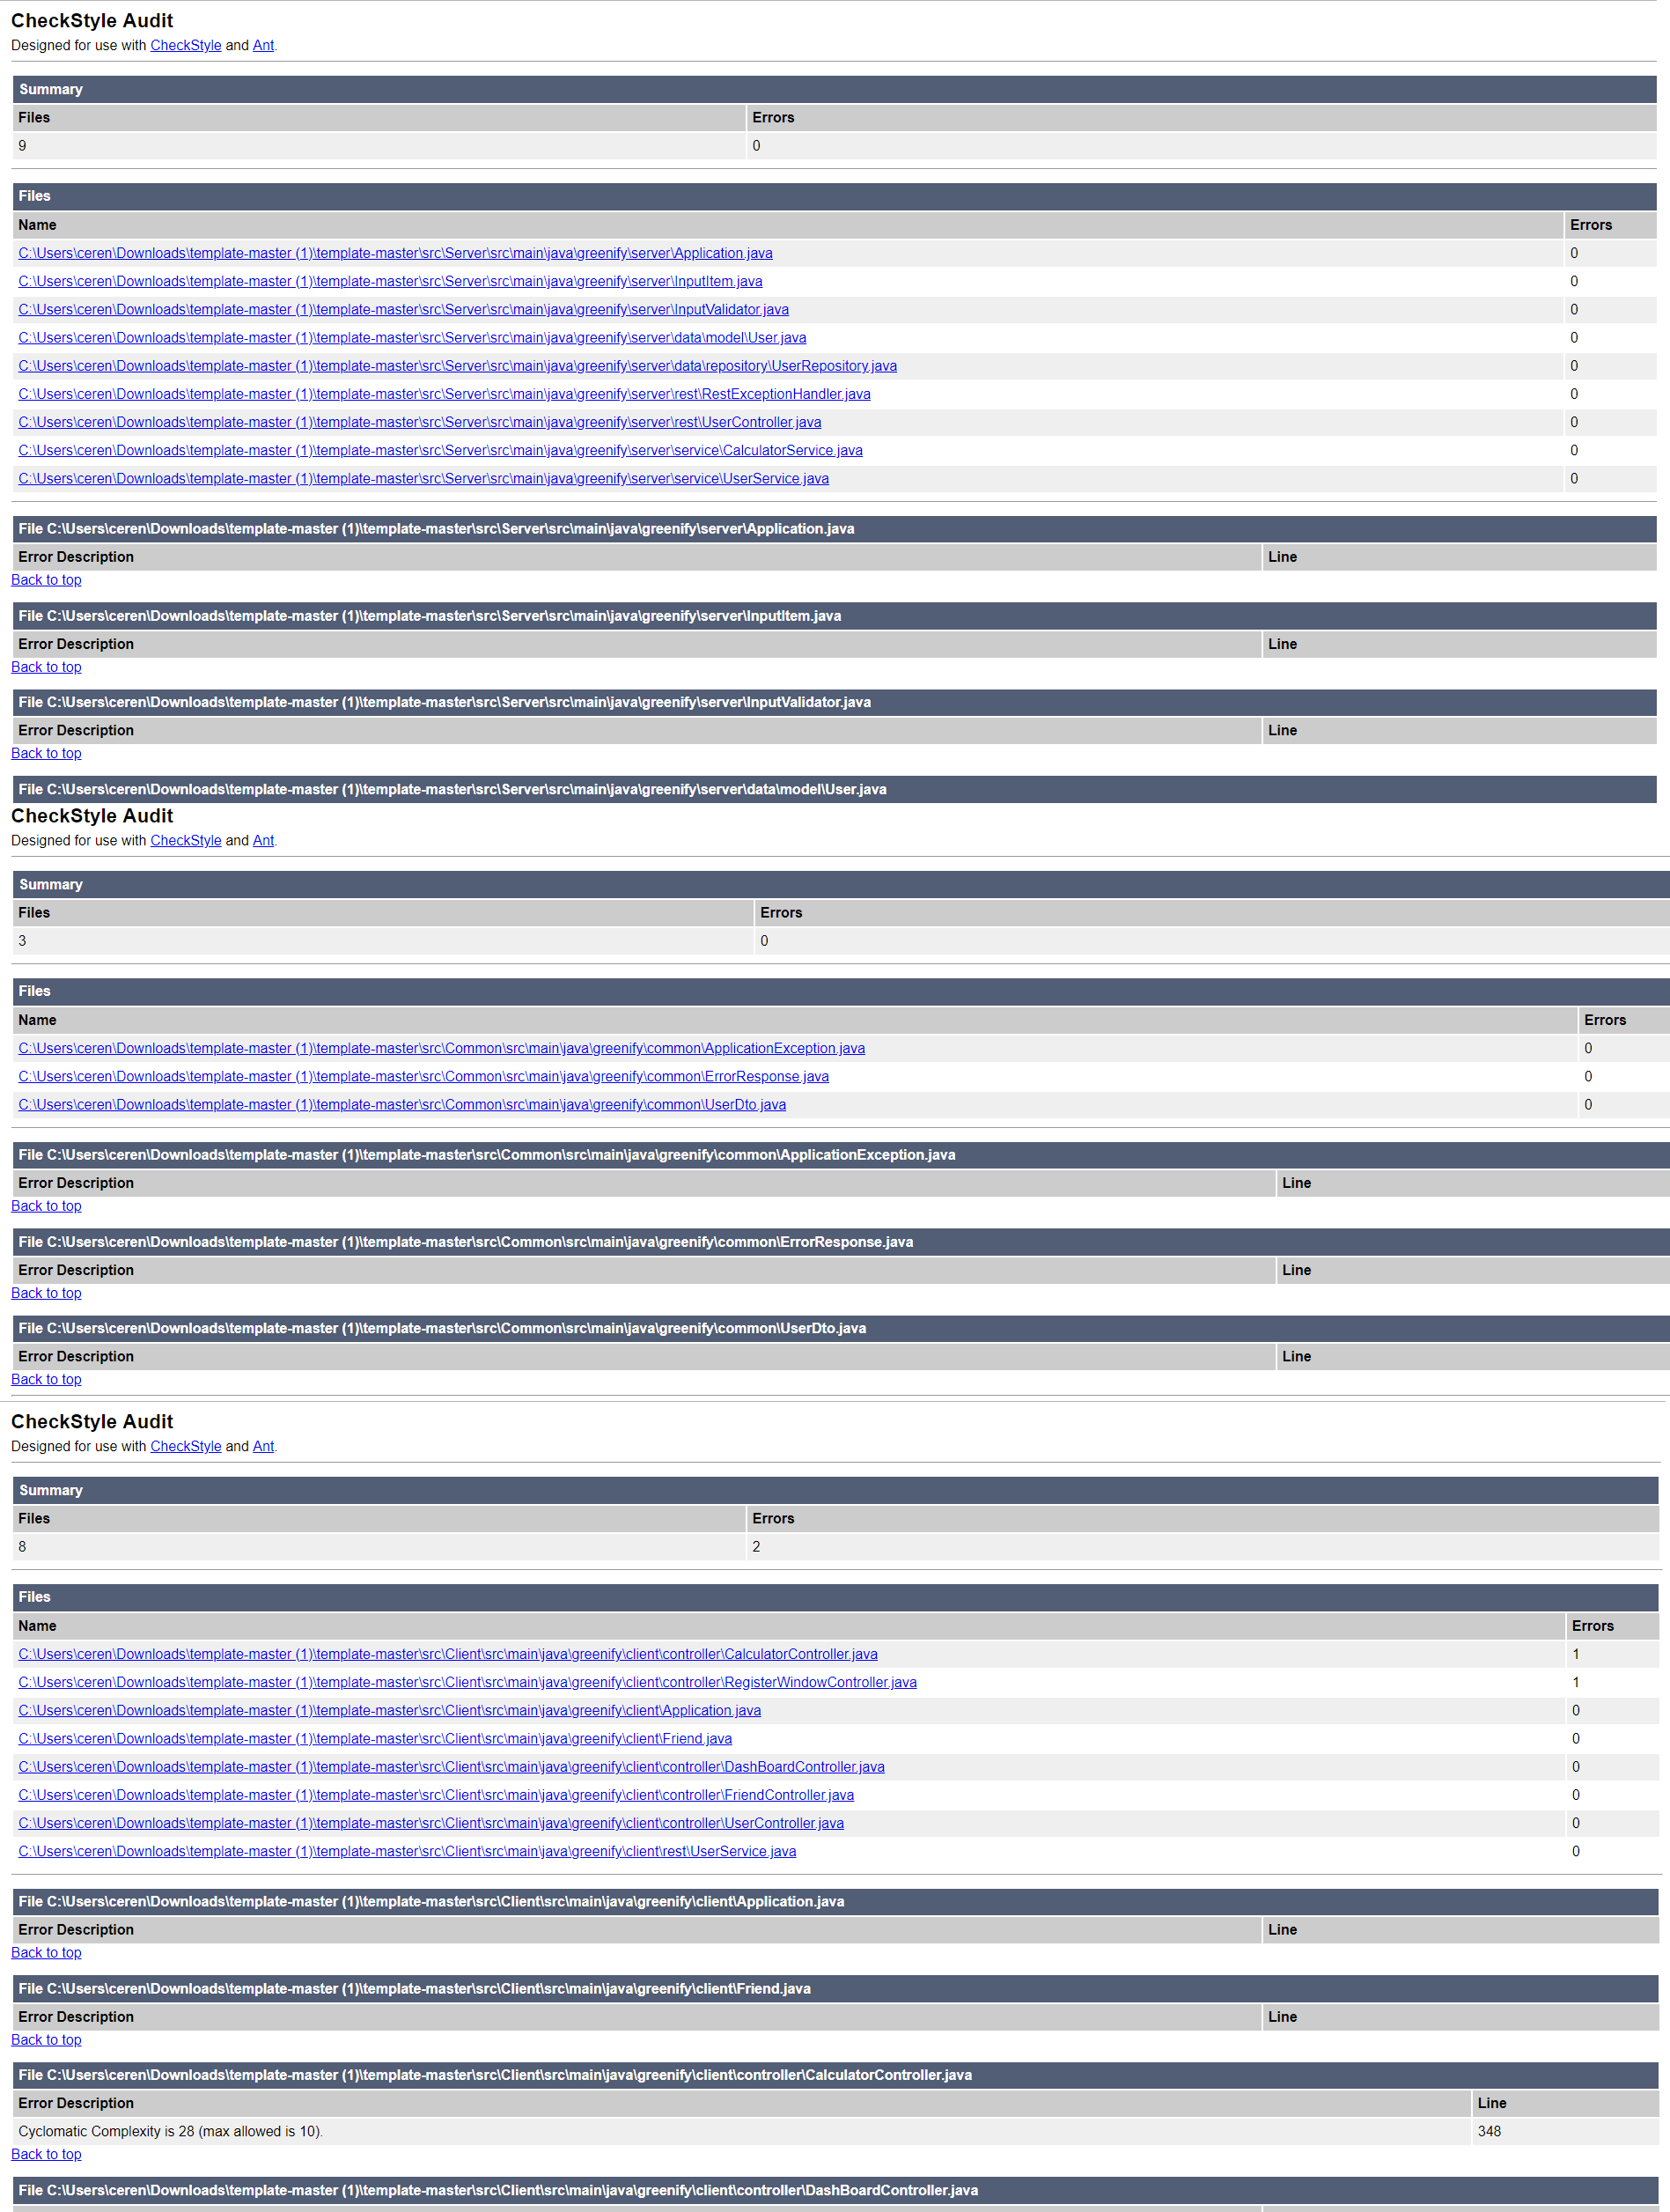 CheckStyle Audit
Designed for use with CheckStyle and Ant.
Summary
Files Errors
9 0
Files
Name Errors
C:\Users\ceren\Downloads\template-master (1)\template-master\src\Server\src\main\java\greenify\server\Application.java 0
C:\Users\ceren\Downloads\template-master (1)\template-master\src\Server\src\main\java\greenify\server\InputItem.java 0
C:\Users\ceren\Downloads\template-master (1)\template-master\src\Server\src\main\java\greenify\server\InputValidator.java 0
C:\Users\ceren\Downloads\template-master (1)\template-master\src\Server\src\main\java\greenify\server\data\model\User.java 0
C:\Users\ceren\Downloads\template-master (1)\template-master\src\Server\src\main\java\greenify\server\data\repository\UserRepository.java 0
C:\Users\ceren\Downloads\template-master (1)\template-master\src\Server\src\main\java\greenify\server\rest\RestExceptionHandler.java 0
C:\Users\ceren\Downloads\template-master (1)\template-master\src\Server\src\main\java\greenify\server\rest\UserController.java 0
C:\Users\ceren\Downloads\template-master (1)\template-master\src\Server\src\main\java\greenify\server\service\CalculatorService.java 0
C:\Users\ceren\Downloads\template-master (1)\template-master\src\Server\src\main\java\greenify\server\service\UserService.java 0
File C:\Users\ceren\Downloads\template-master (1)\template-master\src\Server\src\main\java\greenify\server\Application.java
Error Description Line
Back to top
File C:\Users\ceren\Downloads\template-master (1)\template-master\src\Server\src\main\java\greenify\server\InputItem.java
Error Description Line
Back to top
File C:\Users\ceren\Downloads\template-master (1)\template-master\src\Server\src\main\java\greenify\server\InputValidator.java
Error Description Line
Back to top
File C:\Users\ceren\Downloads\template-master (1)\template-master\src\Server\src\main\java\greenify\server\data\model\User.java
CheckStyle Audit
Designed for use with CheckStyle and Ant.
Summary
Files Errors
3 0
Files
Name Errors
C:\Users\ceren\Downloads\template-master (1)\template-master\src\Common\src\main\java\greenify\common\ApplicationException.java 0
C:\Users\ceren\Downloads\template-master (1)\template-master\src\Common\src\main\java\greenify\common\ErrorResponse.java 0
C:\Users\ceren\Downloads\template-master (1)\template-master\src\Common\src\main\java\greenify\common\UserDto.java 0
File C:\Users\ceren\Downloads\template-master (1)\template-master\src\Common\src\main\java\greenify\common\ApplicationException.java
Error Description Line
Back to top
File C:\Users\ceren\Downloads\template-master (1)\template-master\src\Common\src\main\java\greenify\common\ErrorResponse.java
Error Description Line
Back to top
File C:\Users\ceren\Downloads\template-master (1)\template-master\src\Common\src\main\java\greenify\common\UserDto.java
Error Description Line
Back to top
CheckStyle Audit
Designed for use with CheckStyle and Ant.
Summary
Files Errors
8 2
Files
Name Errors
C:\Users\ceren\Downloads\template-master (1)\template-master\src\Client\src\main\java\greenify\client\controller\CalculatorController.java 1
C:\Users\ceren\Downloads\template-master (1)\template-master\src\Client\src\main\java\greenify\client\controller\RegisterWindowController.java 1
C:\Users\ceren\Downloads\template-master (1)\template-master\src\Client\src\main\java\greenify\client\Application.java 0
C:\Users\ceren\Downloads\template-master (1)\template-master\src\Client\src\main\java\greenify\client\Friend.java 0
C:\Users\ceren\Downloads\template-master (1)\template-master\src\Client\src\main\java\greenify\client\controller\DashBoardController.java 0
C:\Users\ceren\Downloads\template-master (1)\template-master\src\Client\src\main\java\greenify\client\controller\FriendController.java 0
C:\Users\ceren\Downloads\template-master (1)\template-master\src\Client\src\main\java\greenify\client\controller\UserController.java 0
C:\Users\ceren\Downloads\template-master (1)\template-master\src\Client\src\main\java\greenify\client\rest\UserService.java 0
File C:\Users\ceren\Downloads\template-master (1)\template-master\src\Client\src\main\java\greenify\client\Application.java
Error Description Line
Back to top
File C:\Users\ceren\Downloads\template-master (1)\template-master\src\Client\src\main\java\greenify\client\Friend.java
Error Description Line
Back to top
File C:\Users\ceren\Downloads\template-master (1)\template-master\src\Client\src\main\java\greenify\client\controller\CalculatorController.java
Error Description Line
Cyclomatic Complexity is 28 (max allowed is 10). 348
Back to top
File C:\Users\ceren\Downloads\template-master (1)\template-master\src\Client\src\main\java\greenify\client\controller\DashBoardController.java